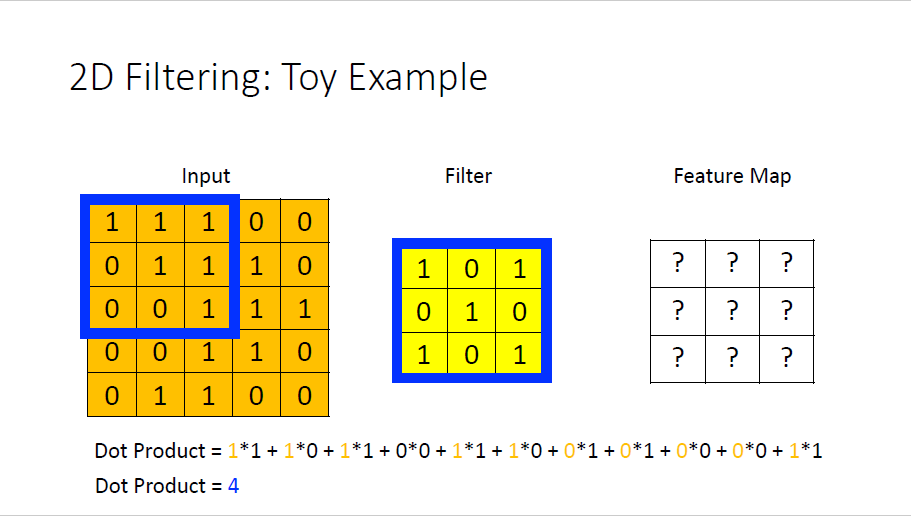 2D Filtering: Toy Example
Input Filter Feature Map
1 1 1 0 0
0 1 1 1 0
0 0 1 1 1
0 0 1 1 0
0 1 1 0 0
1 0 1
0 1 0
1 0 1
? ? ?
? ? ?
? ? ?
Dot Product = 1*1 + 1*0 + 1*1 + 0*0 + 1*1 + 1*0 + 0*1 + 0*1 + 0*0 + 0*0 + 1*1
Dot Product = 4